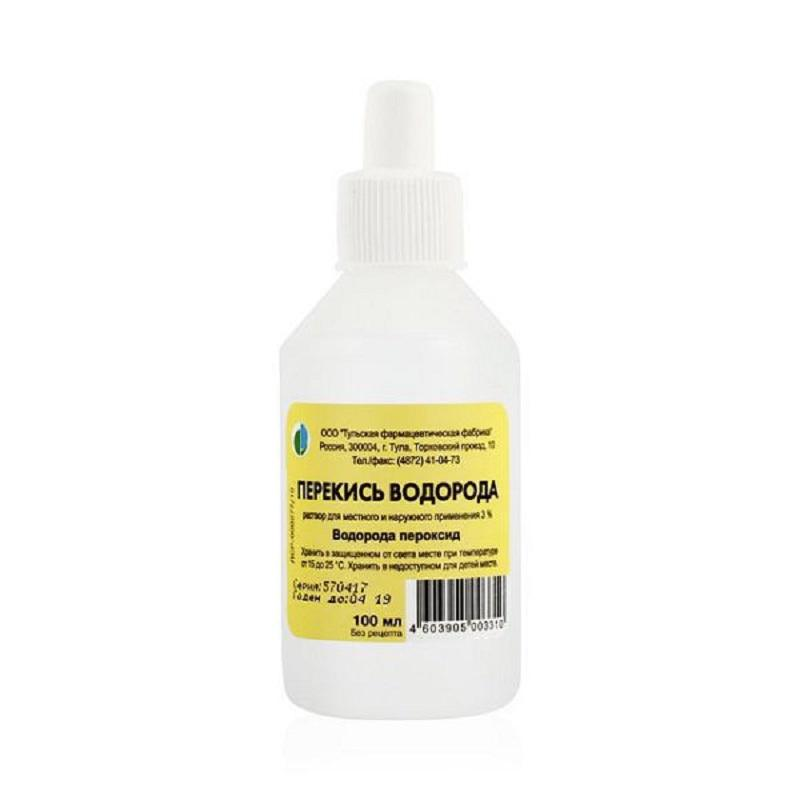 ООО "Тульская фармацевтическая фабрика"
Россия, 300004, г. Тула, Торховский проезд, 10
Тел./факс: (4872) 41-04-73
ПЕРЕКИСЬ ВОДОРОДА
раствор для местного и наружного применения 3 %
Водорода пероксид
Хранить в защищенном от света месте при температуре
от 15 до 25 °С. Хранить в недоступном для детей месте.
Серия:570417
Годен до:04 19
100 мл
Без рецепта
4 603905 003310